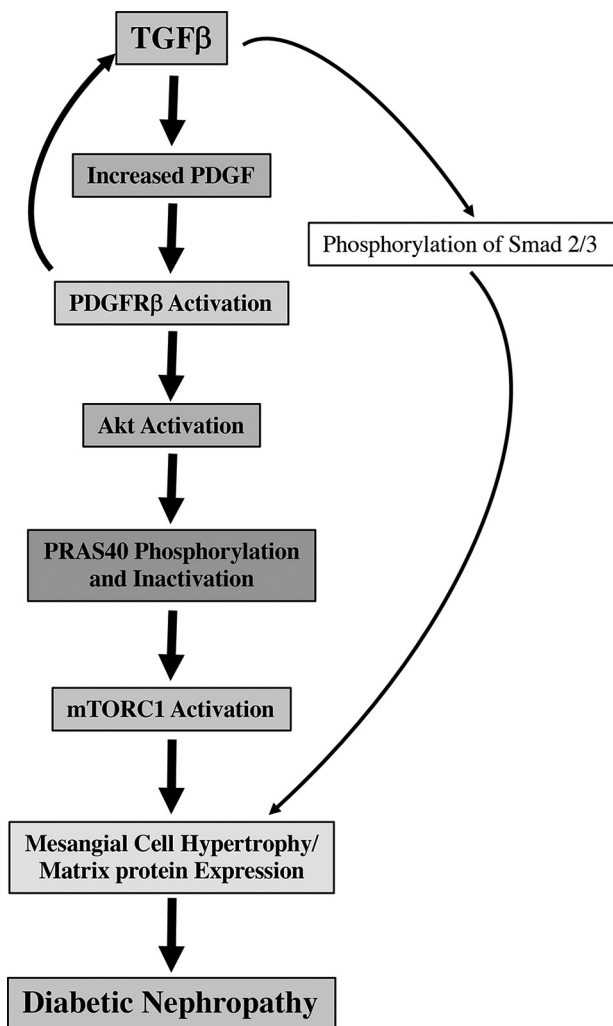 TGFβ
Increased PDGF
Phosphorylation of Smad 2/3
PDGFRβ Activation
Akt Activation
PRAS40 Phosphorylation
and Inactivation
mTORC1 Activation
Mesangial Cell Hypertrophy/
Matrix protein Expression
Diabetic Nephropathy